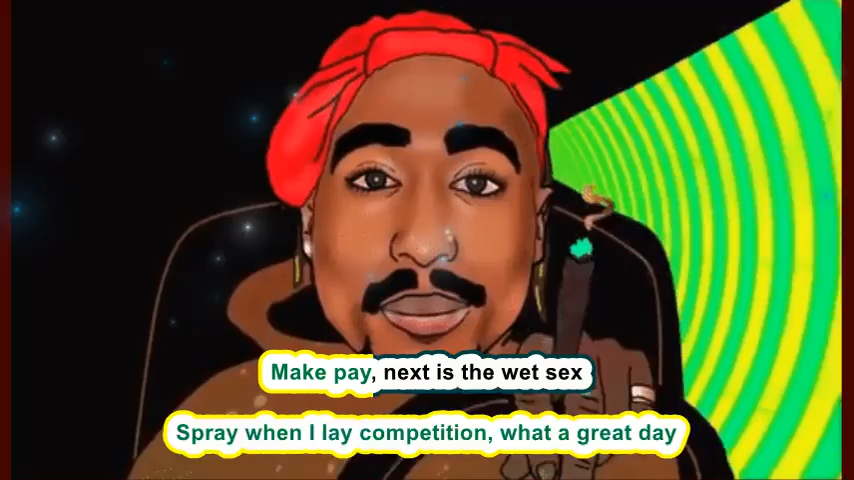 Make pay, next is the wet sex
Spray when I lay competition, what a great day